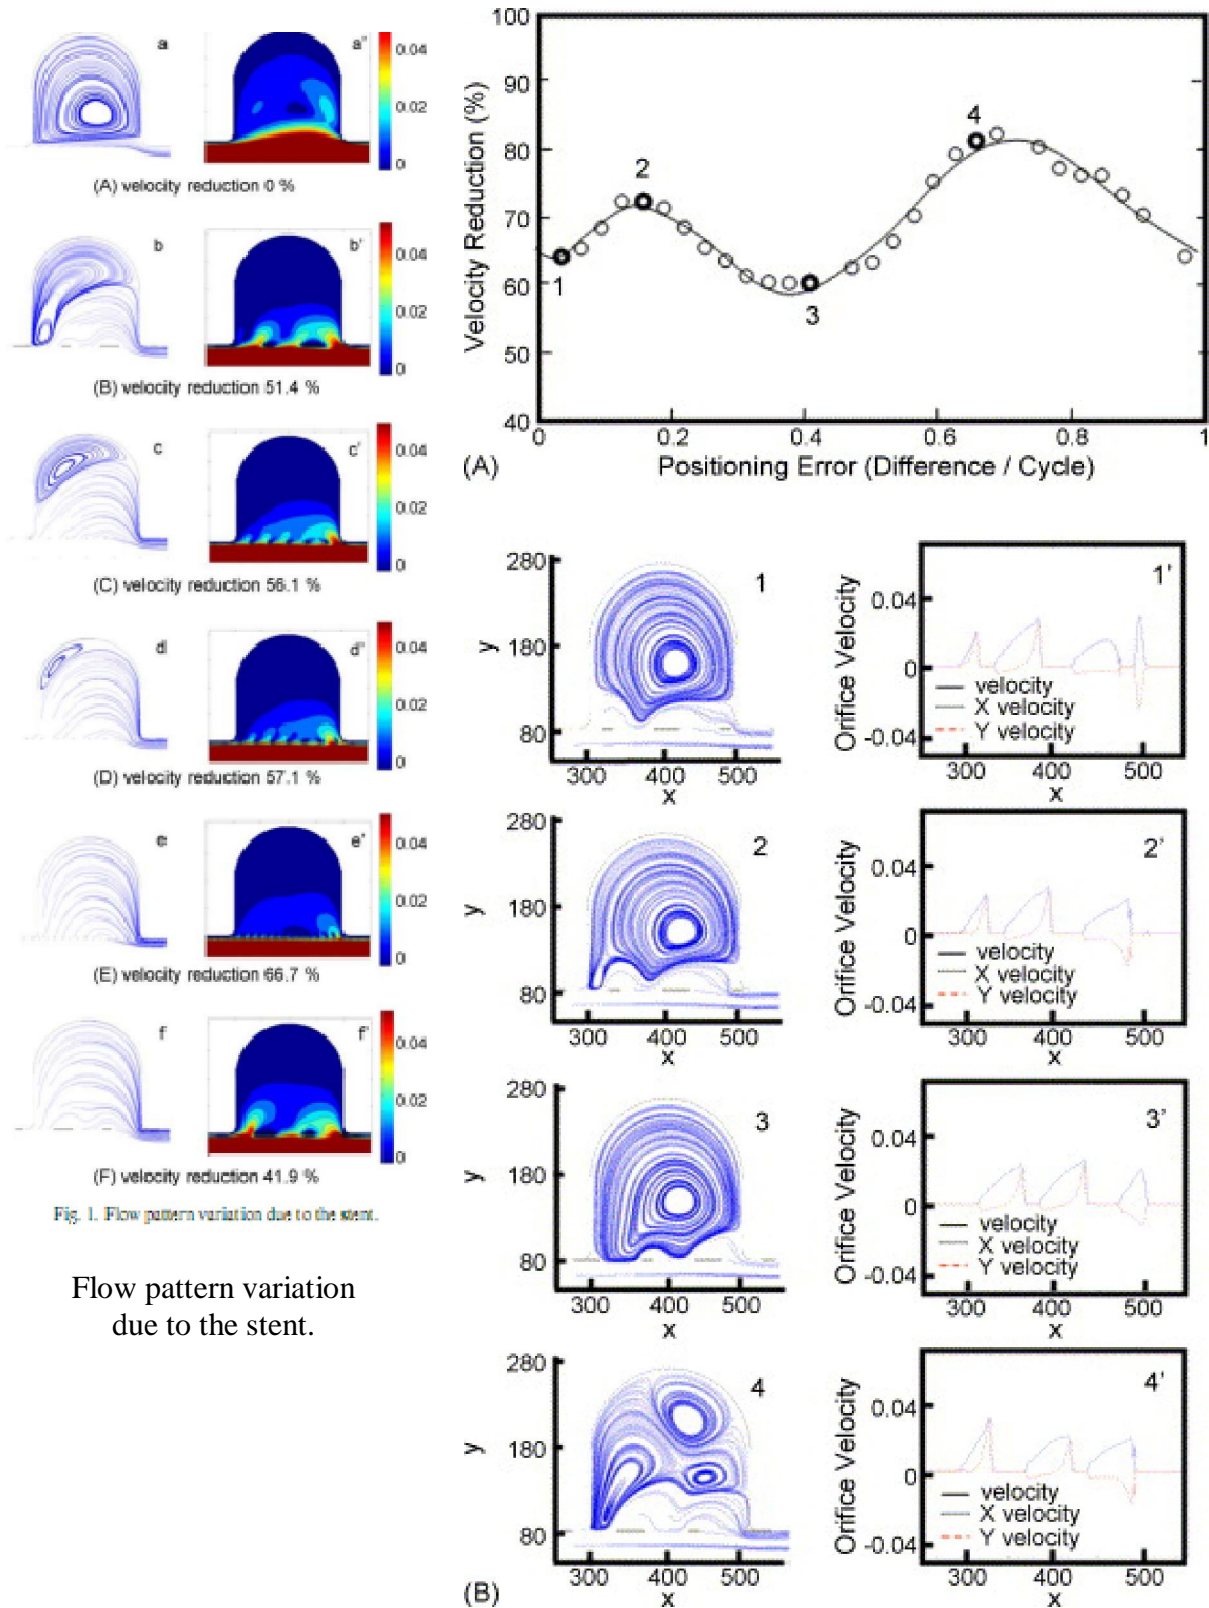 a
a"
0.04
0.02
0
(A) velocity reduction 0 %
b
b'
0.04
0.02
0
(B) velocity reduction 51.4 %
c
c'
0.04
0.02
0
(C) velocity reduction 56.1 %
d
d"
0.04
0.02
0
(D) velocity reduction 57.1 %
e
e"
0.04
0.02
0
(E) velocity reduction 66.7 %
f
f'
0.04
0.02
0
(F) velocity reduction 41.9 %
Fig. 1. Flow pattern variation due to the stent.
Flow pattern variation
due to the stent.
Velocity Reduction (%)
100
90
80
70
60
50
40
1
2
3
4
0
0.2
0.4
0.6
0.8
1
(A)
Positioning Error (Difference / Cycle)
y
280
180
80
300
400
500
x
1
Orifice Velocity
0.04
0
-0.04
velocity
X velocity
Y velocity
300
400
500
x
1'
y
280
180
80
300
400
500
x
2
Orifice Velocity
0.04
0
-0.04
velocity
X velocity
Y velocity
300
400
500
x
2'
y
280
180
80
300
400
500
x
3
Orifice Velocity
0.04
0
-0.04
velocity
X velocity
Y velocity
300
400
500
x
3'
y
280
180
80
300
400
500
x
4
Orifice Velocity
0.04
0
-0.04
velocity
X velocity
Y velocity
300
400
500
x
4'
(B)